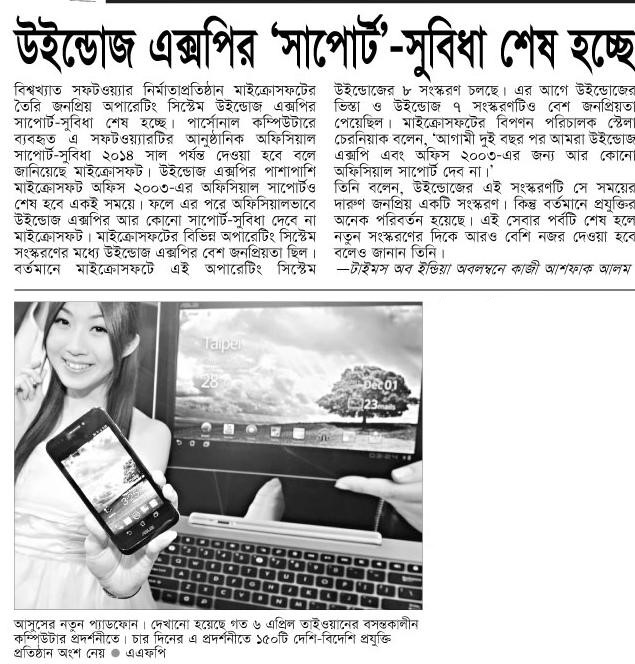 উইন্ডোজ এক্সপির ‘সাপোর্ট’-সুবিধা শেষ হচ্ছে
বিশ্বখ্যাত সফটওয়্যার নির্মাতাপ্রতিষ্ঠান মাইক্রোসফটের
তৈরি জনপ্রিয় অপারেটিং সিস্টেম উইন্ডোজ এক্সপির
সাপোর্ট-সুবিধা শেষ হচ্ছে। পার্সোনাল কম্পিউটারে
ব্যবহৃত এ সফটওয়্যারটির আনুষ্ঠানিক অফিসিয়াল
সাপোর্ট-সুবিধা ২০১৪ সাল পর্যন্ত দেওয়া হবে বলে
জানিয়েছে মাইক্রোসফট। উইন্ডোজ এক্সপির পাশাপাশি
মাইক্রোসফট অফিস ২০০৩-এর অফিসিয়াল সাপোর্টও
শেষ হবে একই সময়ে। ফলে এর পরে অফিসিয়ালভাবে
উইন্ডোজ এক্সপির আর কোনো সাপোর্ট-সুবিধা দেবে না
মাইক্রোসফট। মাইক্রোসফটের বিভিন্ন অপারেটিং সিস্টেম
সংস্করণের মধ্যে উইন্ডোজ এক্সপির বেশ জনপ্রিয়তা ছিল।
বর্তমানে মাইক্রোসফটে এই অপারেটিং সিস্টেম
উইন্ডোজের ৮ সংস্করণ চলছে। এর আগে উইন্ডোজের
ভিস্তা ও উইন্ডোজ ৭ সংস্করণটিও বেশ জনপ্রিয়তা
পেয়েছিল। মাইক্রোসফটের বিপণন পরিচালক স্টেলা
চেরনিয়াক বলেন, ‘আগামী দুই বছর পর আমরা উইন্ডোজ
এক্সপি এবং অফিস ২০০৩-এর জন্য আর কোনো
অফিসিয়াল সাপোর্ট দেব না।’
তিনি বলেন, উইন্ডোজের এই সংস্করণটি সে সময়ের
দারুণ জনপ্রিয় একটি সংস্করণ। কিন্তু বর্তমানে প্রযুক্তির
অনেক পরিবর্তন হয়েছে। এই সেবার পর্বটি শেষ হলে
নতুন সংস্করণের দিকে আরও বেশি নজর দেওয়া হবে
বলেও জানান তিনি।
—টাইমস অব ইন্ডিয়া অবলম্বনে কাজী আশফাক আলম
Taipei
28°
Dec 01
23 mails
ASUS
আসুসের নতুন প্যাডফোন। দেখানো হয়েছে গত ৬ এপ্রিল তাইওয়ানের বসন্তকালীন
কম্পিউটার প্রদর্শনীতে। চার দিনের এ প্রদর্শনীতে ১৫০টি দেশি-বিদেশি প্রযুক্তি
প্রতিষ্ঠান অংশ নেয় ● এএফপি